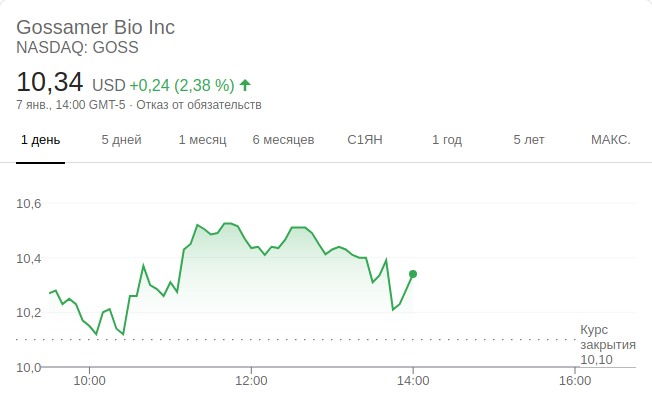 Gossamer Bio Inc
NASDAQ: GOSS
10,34 USD +0,24 (2,38 %)
7 янв., 14:00 GMT-5 · Отказ от обязательств
1 день 5 дней 1 месяц 6 месяцев С1ЯН 1 год 5 лет МАКС.
10,6
10,4
10,2
Курс
закрытия
10,10
10,0
10:00 12:00 14:00 16:00